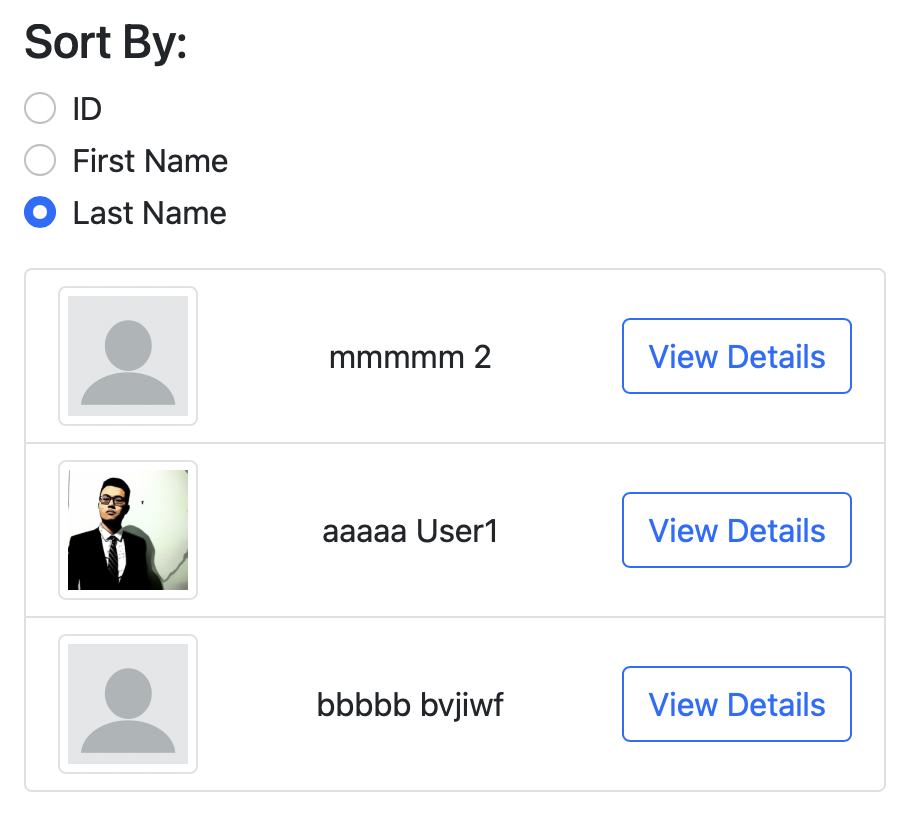 Sort By:
ID
First Name
Last Name
mmmmm 2
View Details
aaaaa User1
View Details
bbbbb bvjiwf
View Details